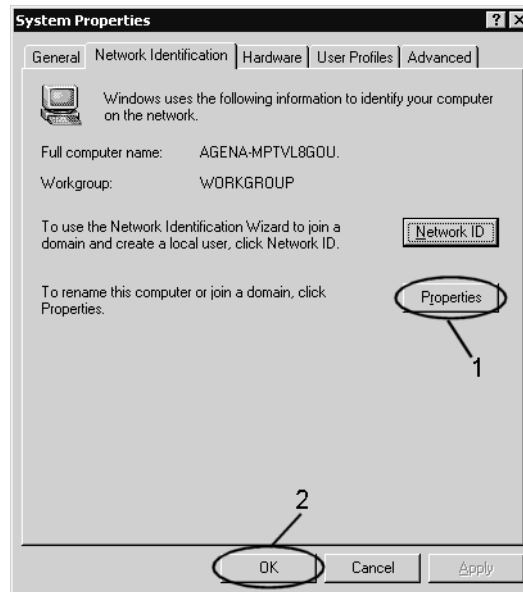 System Properties
General Network Identification Hardware User Profiles Advanced
Windows uses the following information to identify your computer
on the network.
Full computer name: AGENA-MPTVL8GOU.
Workgroup: WORKGROUP
To use the Network Identification Wizard to join a
domain and create a local user, click Network ID.
Network ID
To rename this computer or join a domain, click
Properties.
Properties
1
2
OK Cancel Apply